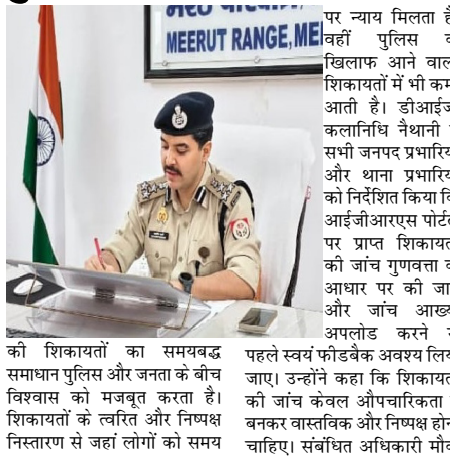 MEERUT RANGE, ME
की शिकायतों का समयबद्ध
समाधान पुलिस और जनता के बीच
विश्वास को मजबूत करता है।
शिकायतों के त्वरित और निष्पक्ष
निस्तारण से जहां लोगों को समय
पर न्याय मिलता है
वहीं पुलिस
खिलाफ आने वाल
शिकायतों में भी कम
आती है। डीआईज
कलानिधि नैथानी
सभी जनपद प्रभारिय
और थाना प्रभारिय
को निर्देशित किया
आईजीआरएस पोर्टल
पर प्राप्त शिकायत
की जांच गुणवत्ता
आधार पर की जा
और जांच आख्य
अपलोड करने
पहले स्वयं फीडबैक अवश्य लिय
जाए। उन्होंने कहा कि शिकायत
की जांच केवल औपचारिकता
बनकर वास्तविक और निष्पक्ष होन
चाहिए। संबंधित अधिकारी मौक